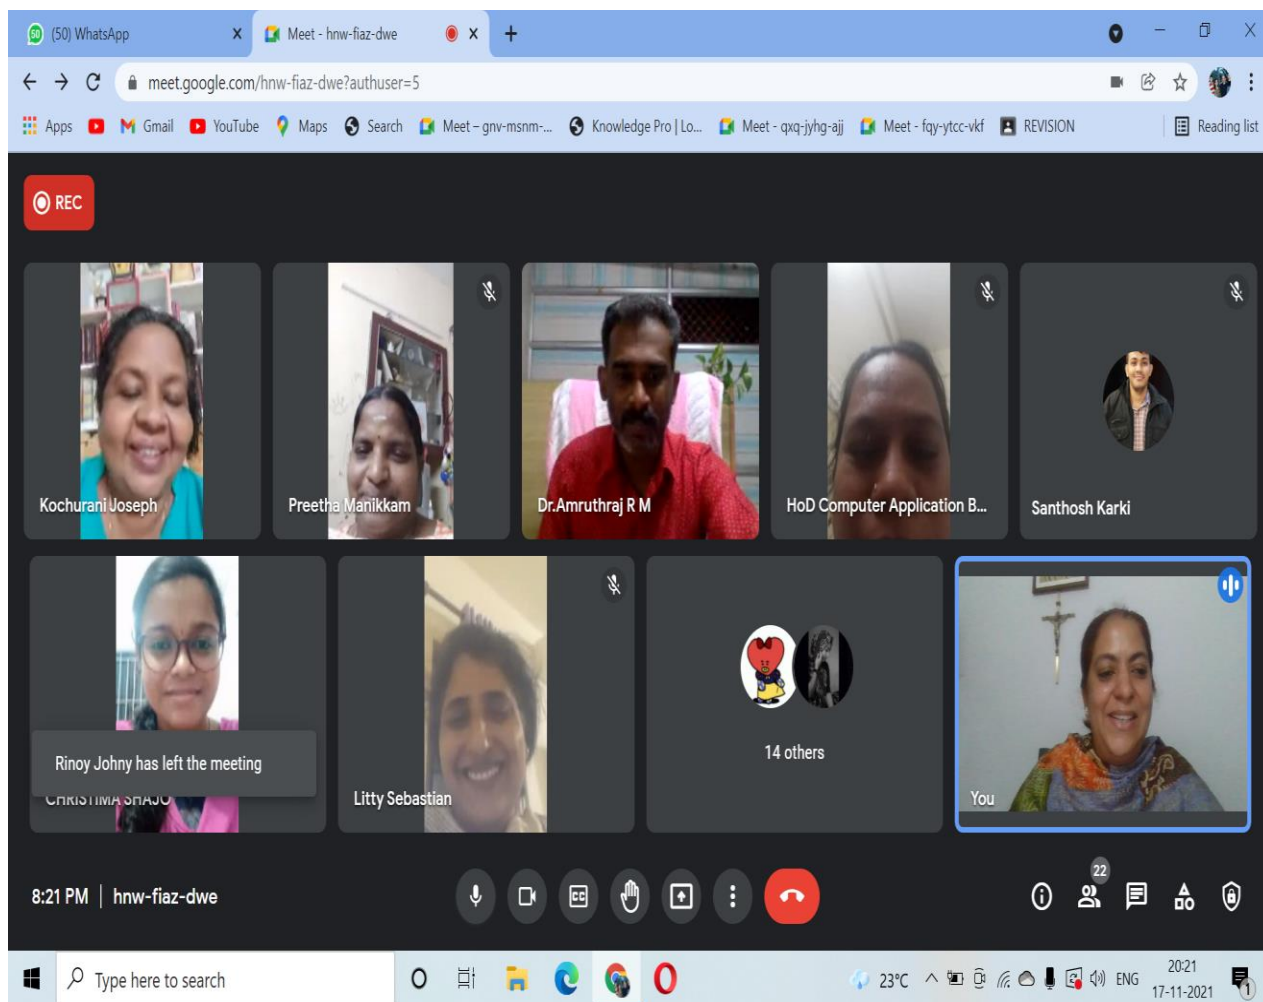 (50) WhatsApp
Meet - hnw-fiaz-dwe
meet.google.com/hnw-fiaz-dwe?authuser=5
Apps Gmail YouTube Maps Search Meet – gnv-msnm-... Knowledge Pro | Lo... Meet - qxq-jyhg-ajj Meet - fqy-ytcc-vkf REVISION Reading list
REC
Kochurani Joseph
Preetha Manikkam
Dr.Amruthraj R M
HoD Computer Application B...
Santhosh Karki
Rinoy Johny has left the meeting
CHRISTIMA SHAJO
Litty Sebastian
14 others
You
8:21 PM | hnw-fiaz-dwe
CC
22
Type here to search
23°C
ENG
20:21
17-11-2021
1